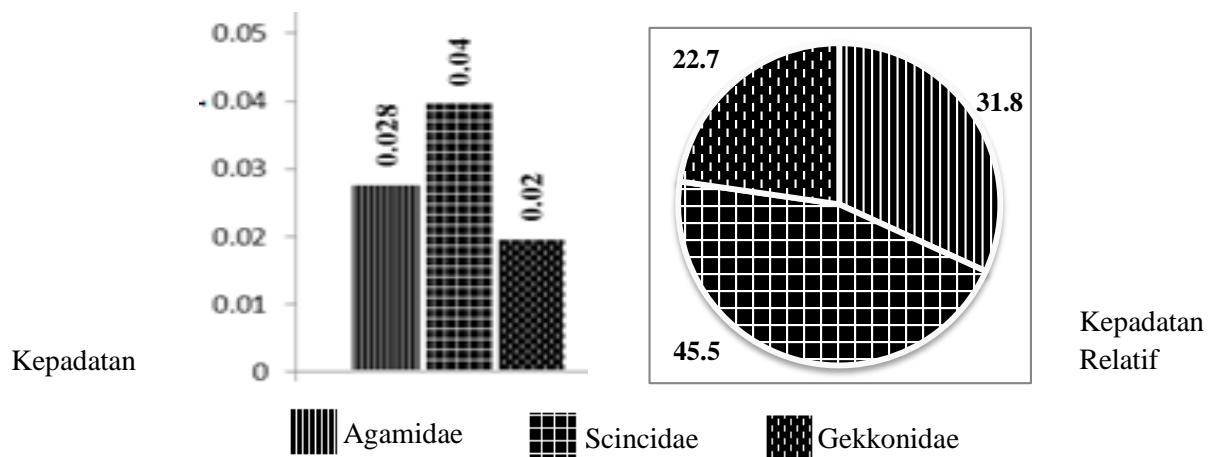 0.05
0.04
0.03
0.02
0.01
0
0.028
0.04
0.02
Kepadatan
22.7
31.8
45.5
Kepadatan
Relatif
Agamidae
Scincidae
Gekkonidae